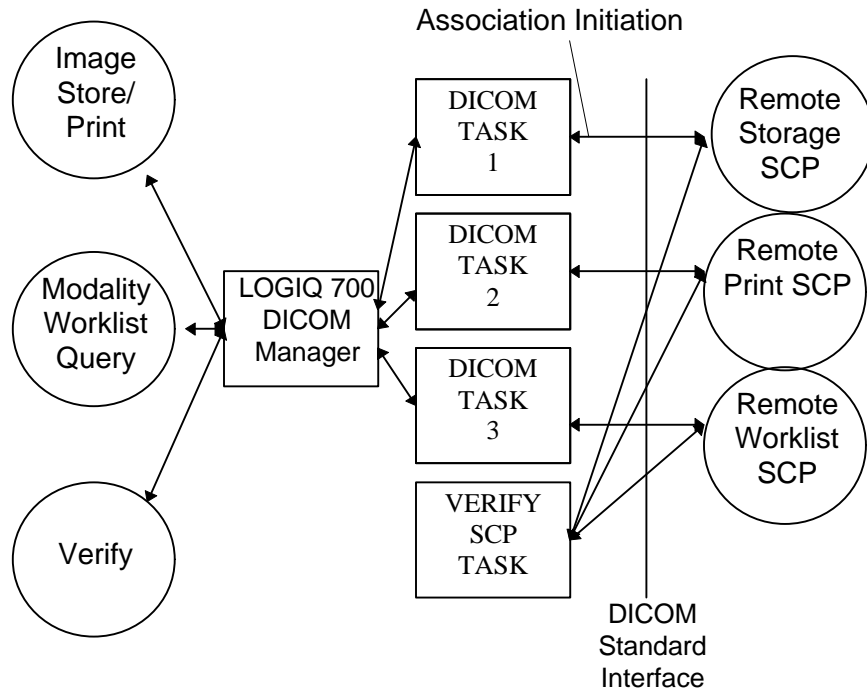 Association Initiation
Image
Store/
Print
DICOM
TASK
1
Remote
Storage
SCP
Modality
Worklist
Query
LOGIQ 700
DICOM
Manager
DICOM
TASK
2
Remote
Print SCP
DICOM
TASK
3
Remote
Worklist
SCP
Verify
VERIFY
SCP
TASK
DICOM
Standard
Interface